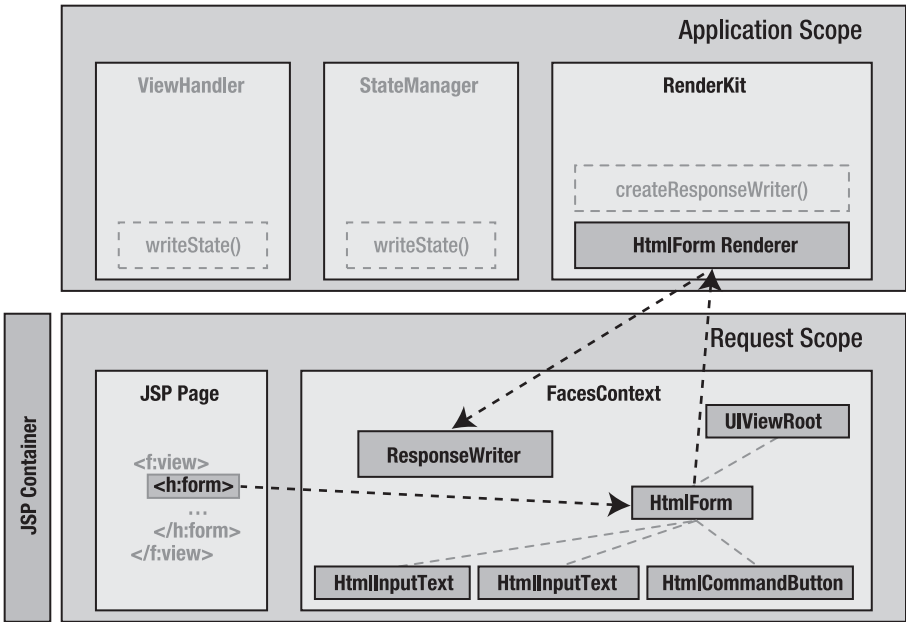 Application Scope
ViewHandler
StateManager
RenderKit
createResponseWriter()
writeState()
writeState()
HtmlForm Renderer
JSP Container
Request Scope
JSP Page
FacesContext
UIViewRoot
ResponseWriter
<f:view>
<h:form>
...
</h:form>
</f:view>
HtmlForm
HtmlInputText
HtmlInputText
HtmlCommandButton